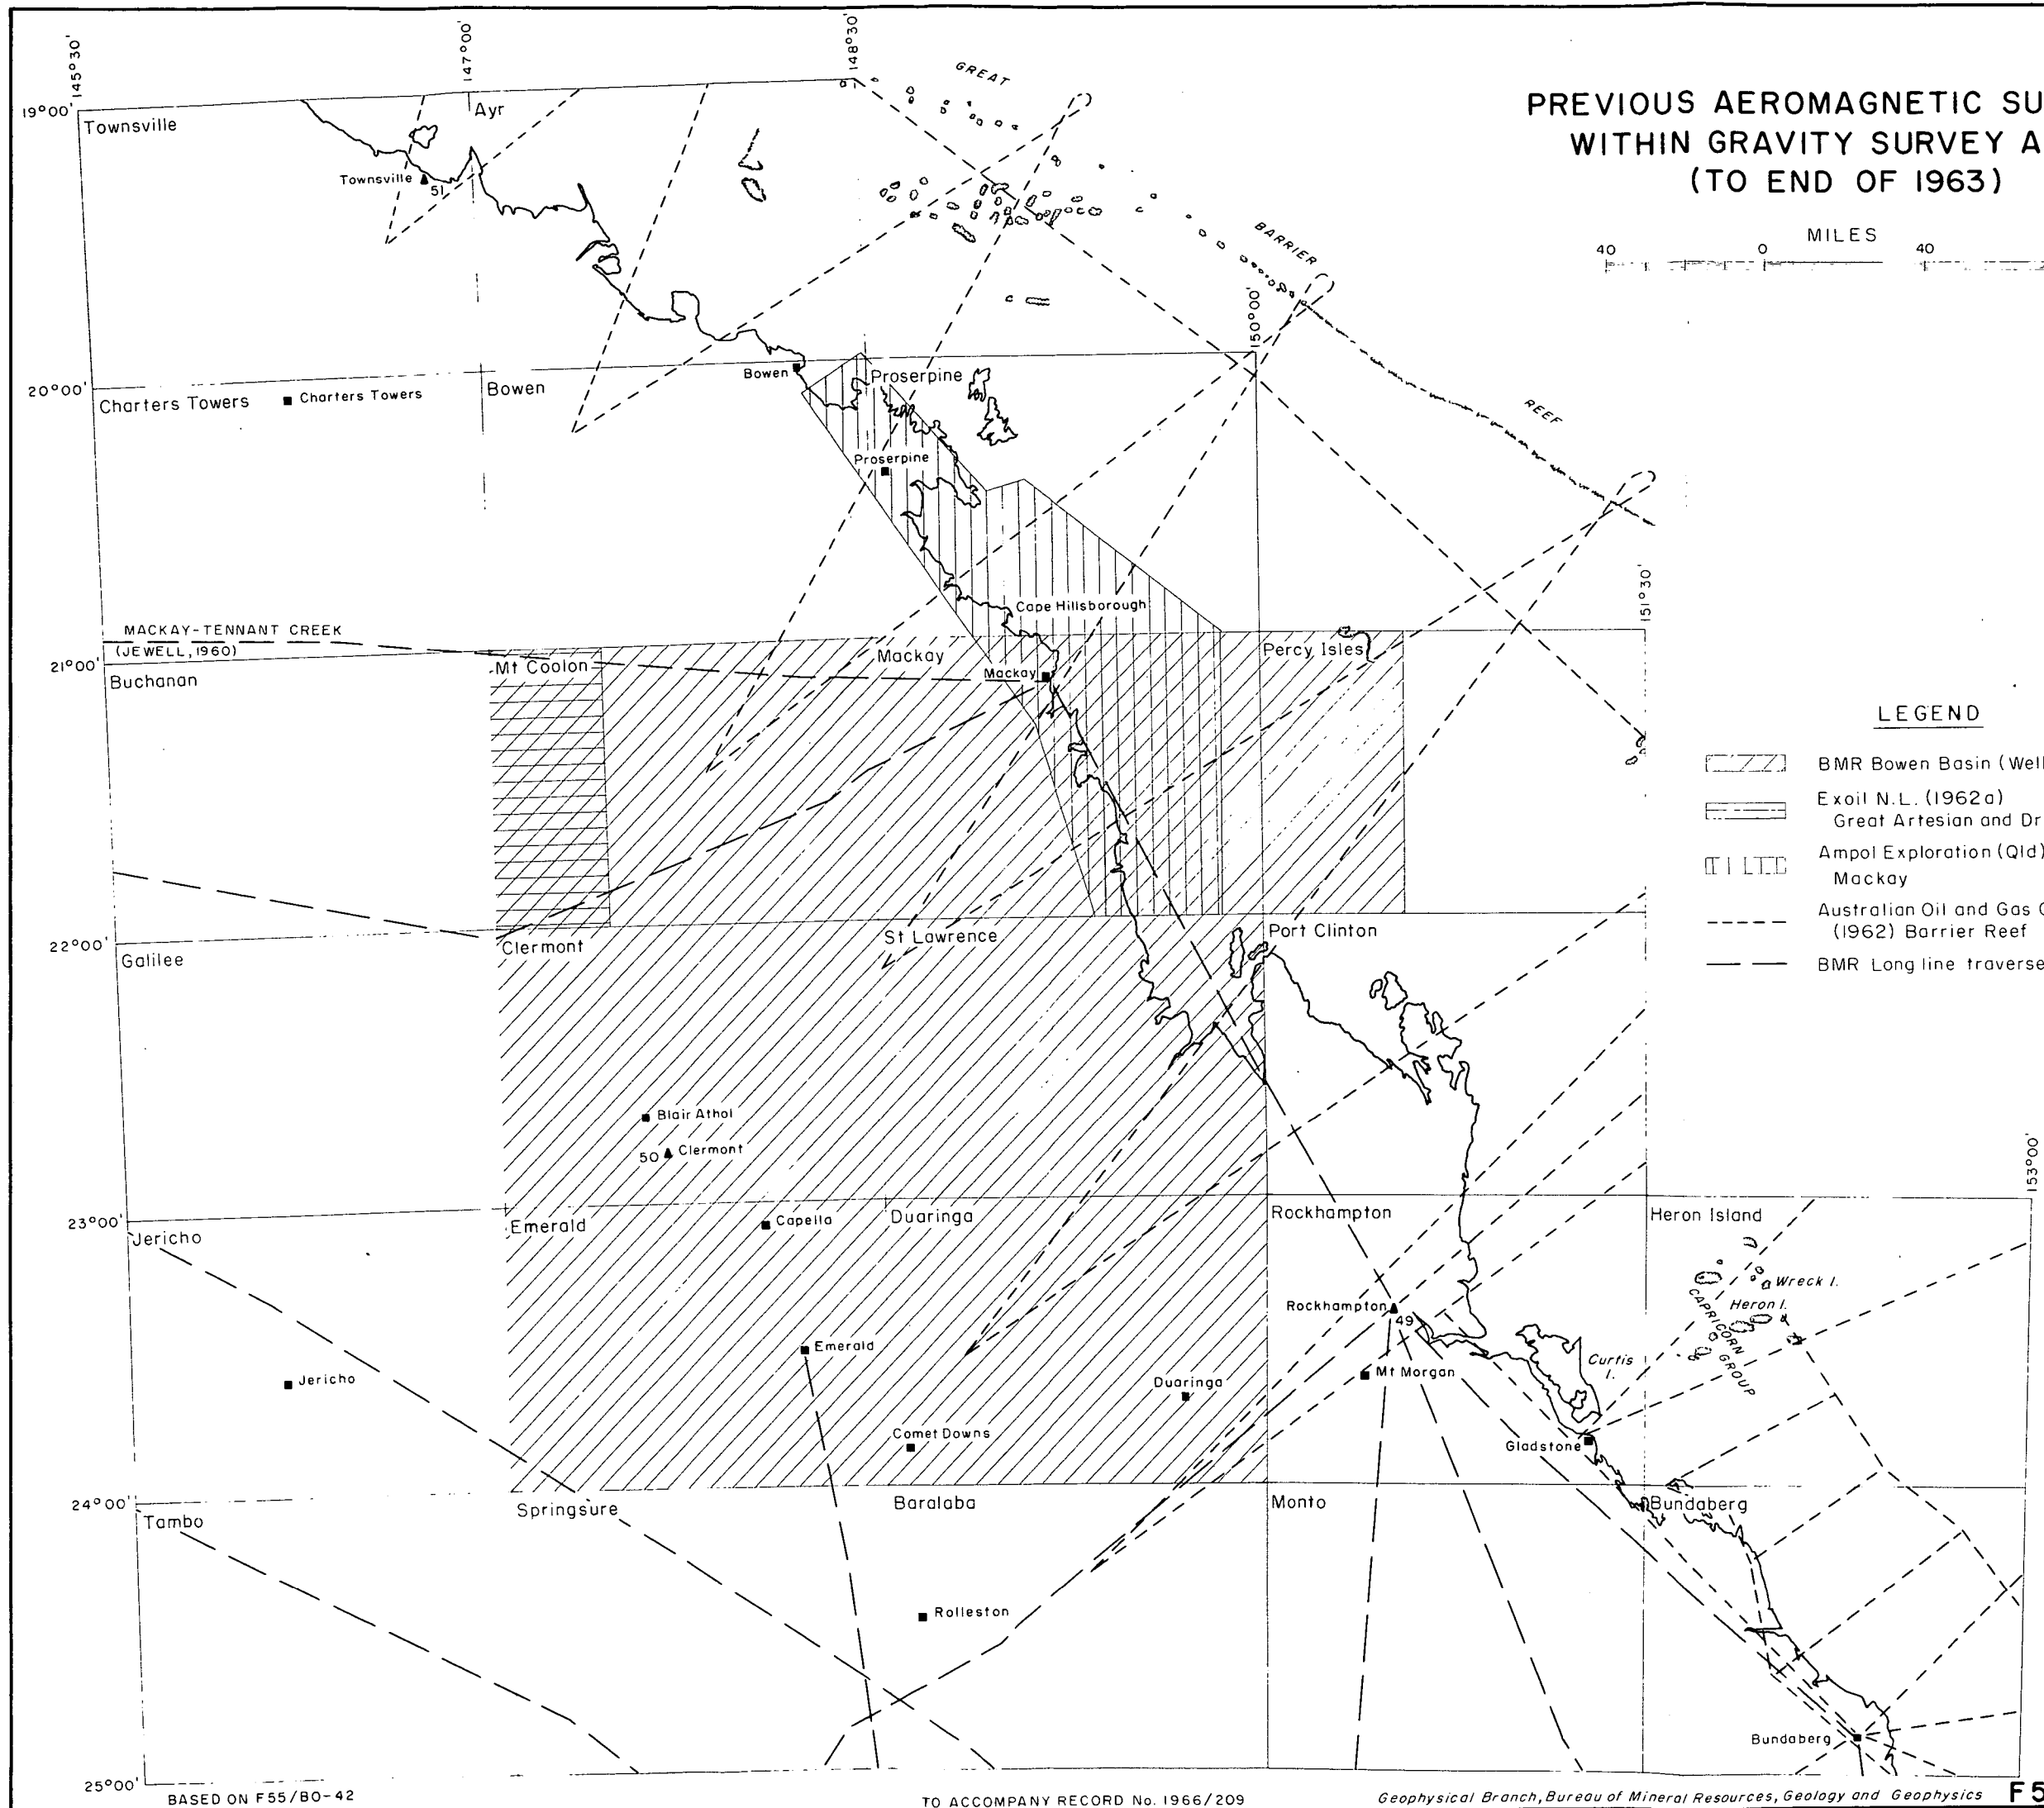 PREVIOUS AEROMAGNETIC SU
WITHIN GRAVITY SURVEY A
(TO END OF 1963)
MILES
40 0 40
145°30'
147°00'
148°30'
150°00'
151°30'
153°00'
19°00'
20°00'
21°00'
22°00'
23°00'
24°00'
25°00'
GREAT
BARRIER
REEF
Townsville
Ayr
Townsville
51
Charters Towers
Charters Towers
Bowen
Bowen
Proserpine
Proserpine
Cape Hillsborough
MACKAY-TENNANT CREEK
(JEWELL, 1960)
Buchanan
Mt Coolon
Mackay
Mackay
Percy Isles
LEGEND
BMR Bowen Basin (Well
Exoil N.L. (1962a)
Great Artesian and Dr
Ampol Exploration (Qld)
Mackay
Australian Oil and Gas
(1962) Barrier Reef
BMR Long line traverse
Galilee
Clermont
St Lawrence
Port Clinton
Blair Athol
50 Clermont
Jericho
Emerald
Capella
Duaringa
Rockhampton
Heron Island
Wreck I.
Heron I.
CAPRICORN
GROUP
Rockhampton
49
Curtis
I.
Jericho
Emerald
Duaringa
Mt Morgan
Comet Downs
Gladstone
Tambo
Springsure
Baralaba
Monto
Bundaberg
Rolleston
Bundaberg
BASED ON F55/BO-42
TO ACCOMPANY RECORD No. 1966/209
Geophysical Branch, Bureau of Mineral Resources, Geology and Geophysics F5